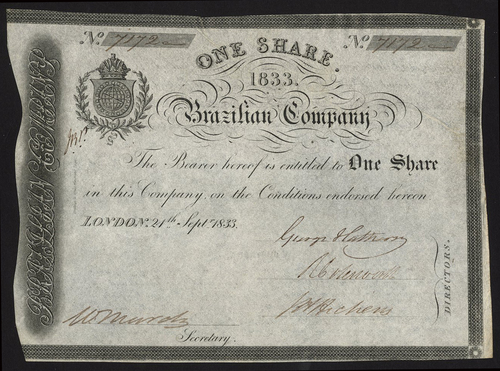 No. 7172 No. 7172
ONE SHARE.
1833.
Brazilian Company
The Bearer hereof is entitled to One Share
in this Company, on the Conditions endorsed hereon.
LONDON, 21th Sept 1833.
DIRECTORS.
Secretary.